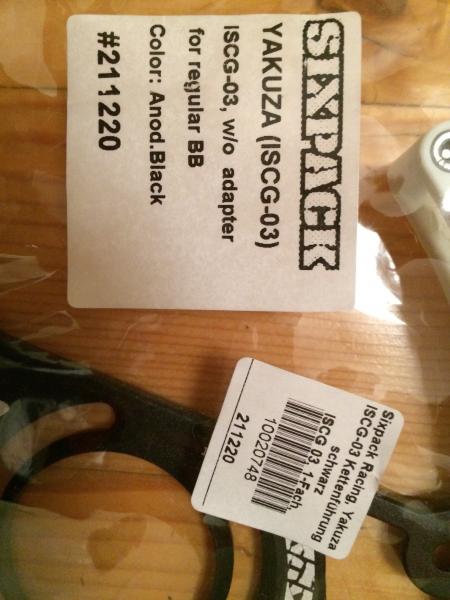 SIXPACK
YAKUZA (ISCG-03)
ISCG-03, w/o adapter
for regular BB
Color: Anod.Black
#211220
Sixpack Racing, Yakuza
ISCG-03 Kettenführung
schwarz
ISCG 03, 1-Fach,
10020748
211220